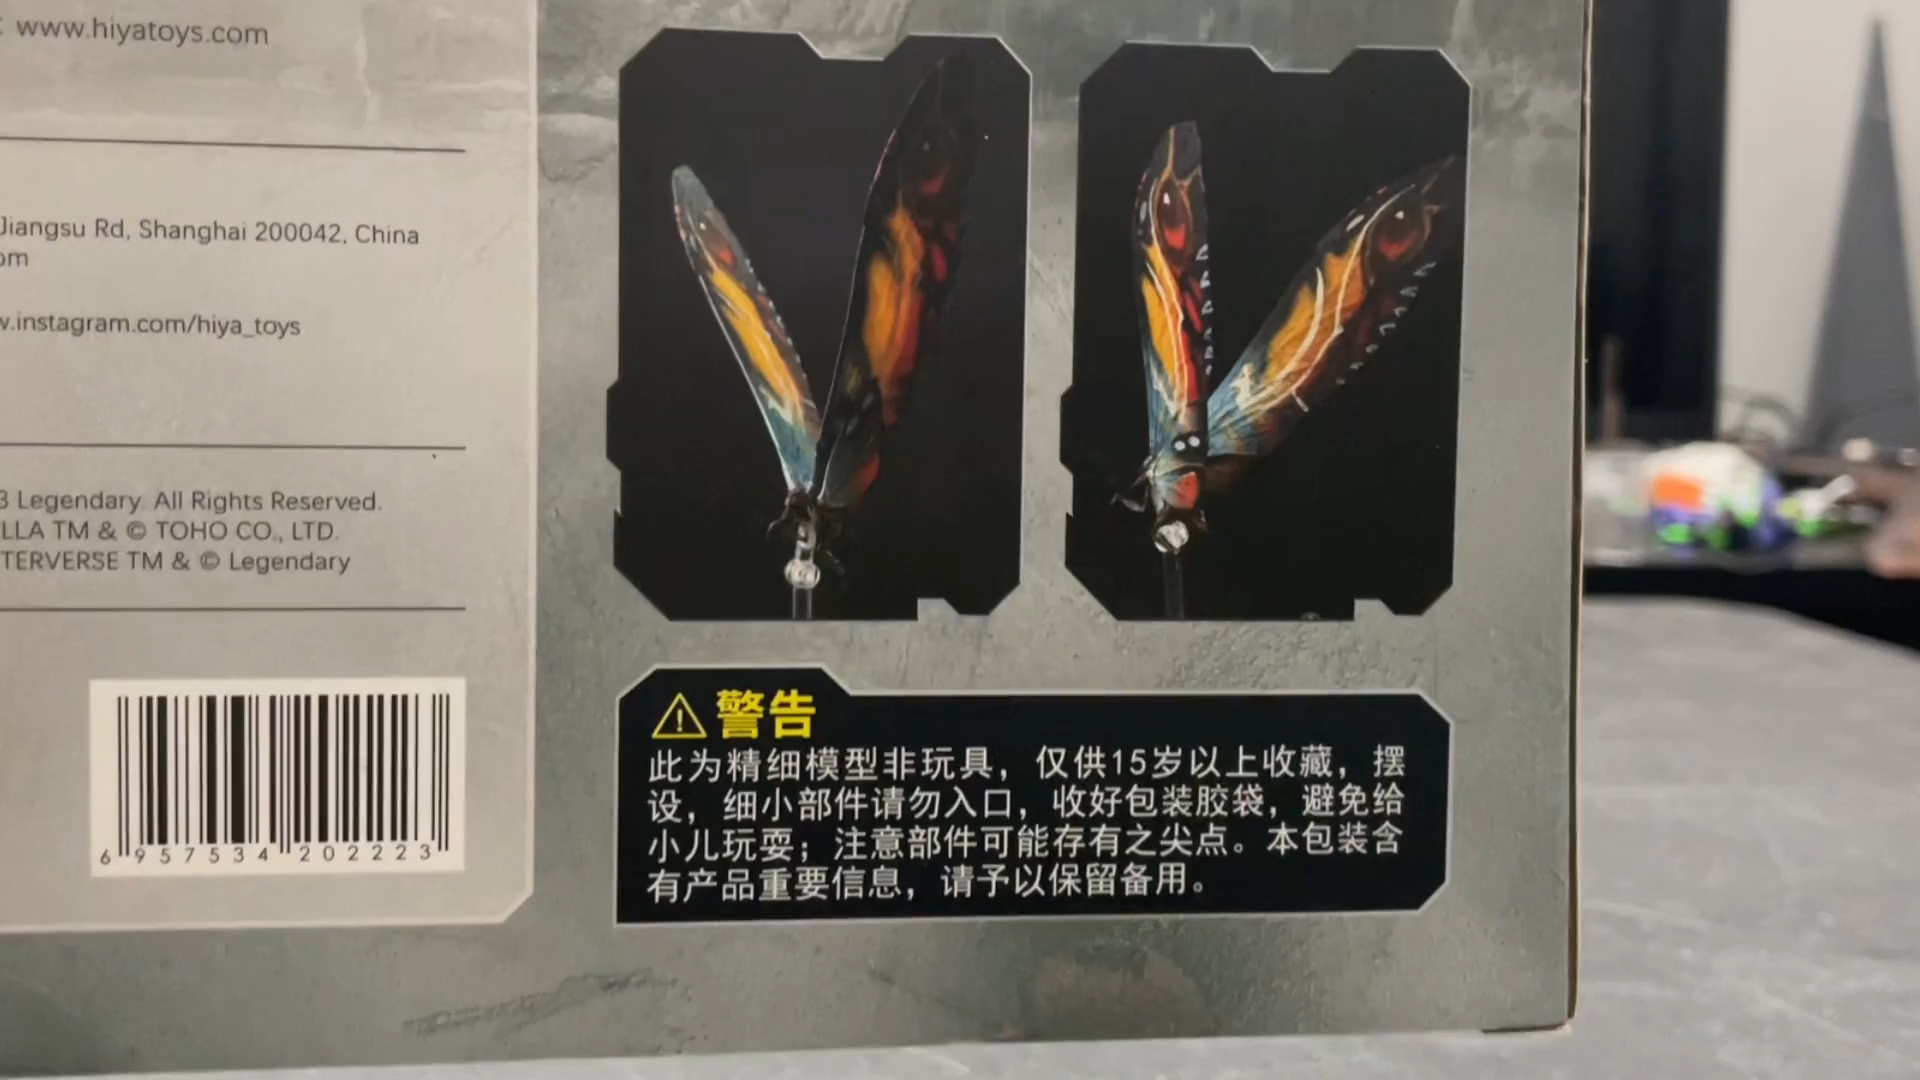 : www.hiyatoys.com
Jiangsu Rd, Shanghai 200042, China
om
w.instagram.com/hiya_toys
3 Legendary. All Rights Reserved.
LLA TM & © TOHO CO., LTD.
TERVERSE TM & © Legendary
6 957534 202223
警告
此为精细模型非玩具，仅供15岁以上收藏，摆
设，细小部件请勿入口，收好包装胶袋，避免给
小儿玩耍；注意部件可能存有之尖点。本包装含
有产品重要信息，请予以保留备用。